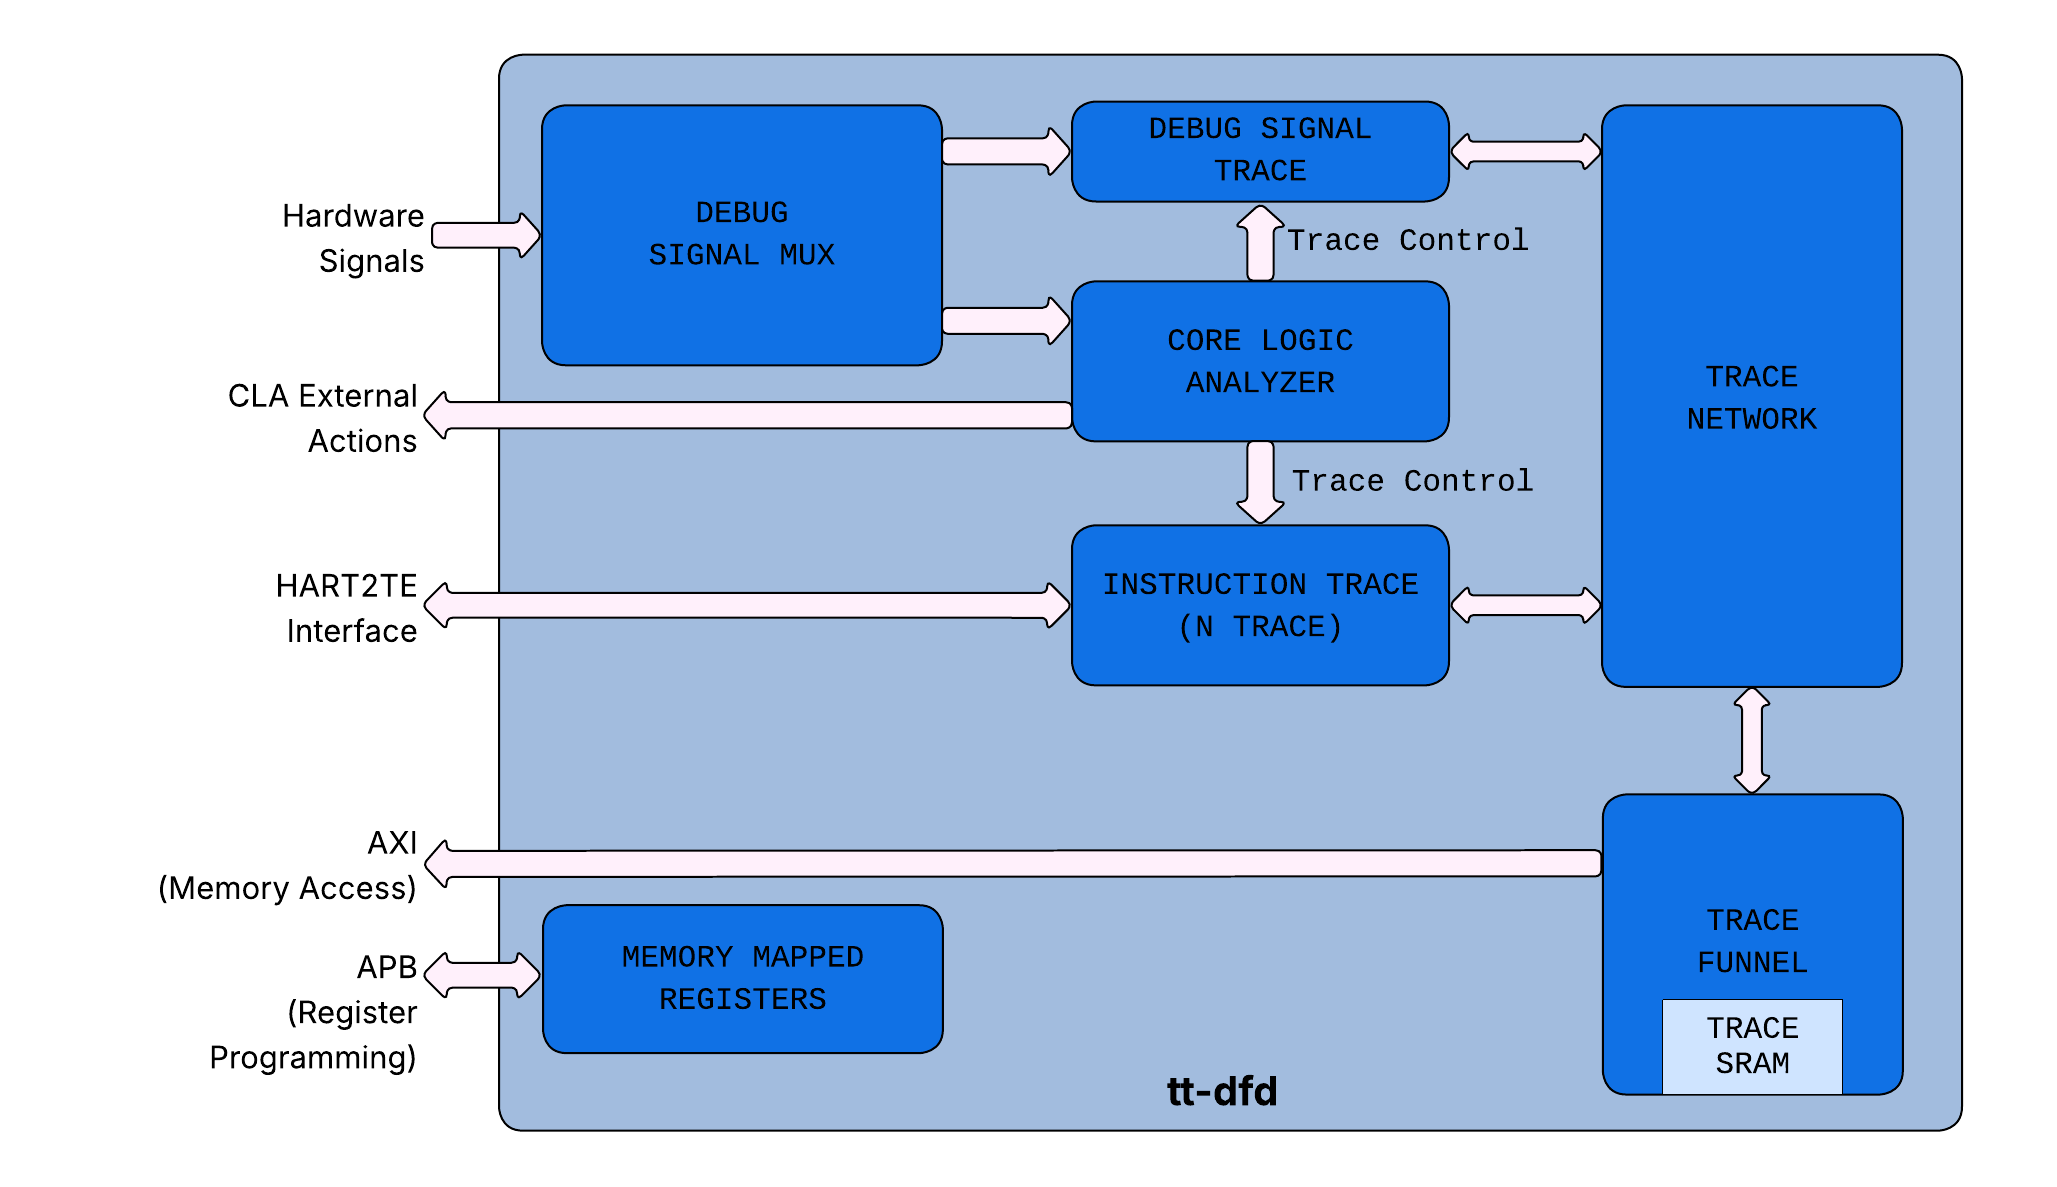 DEBUG SIGNAL
TRACE
DEBUG
SIGNAL MUX
Hardware
Signals
Trace Control
CORE LOGIC
ANALYZER
TRACE
NETWORK
CLA External
Actions
Trace Control
HART2TE
Interface
INSTRUCTION TRACE
(N TRACE)
AXI
(Memory Access)
TRACE
FUNNEL
MEMORY MAPPED
REGISTERS
APB
(Register
Programming)
TRACE
SRAM
tt-dfd